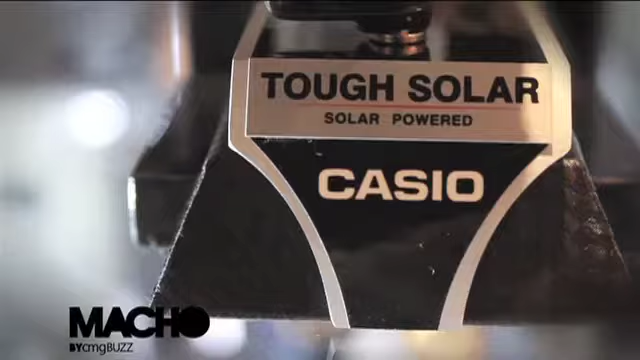 TOUGH SOLAR
SOLAR POWERED
CASIO
MACHO
BYcmgBUZZ